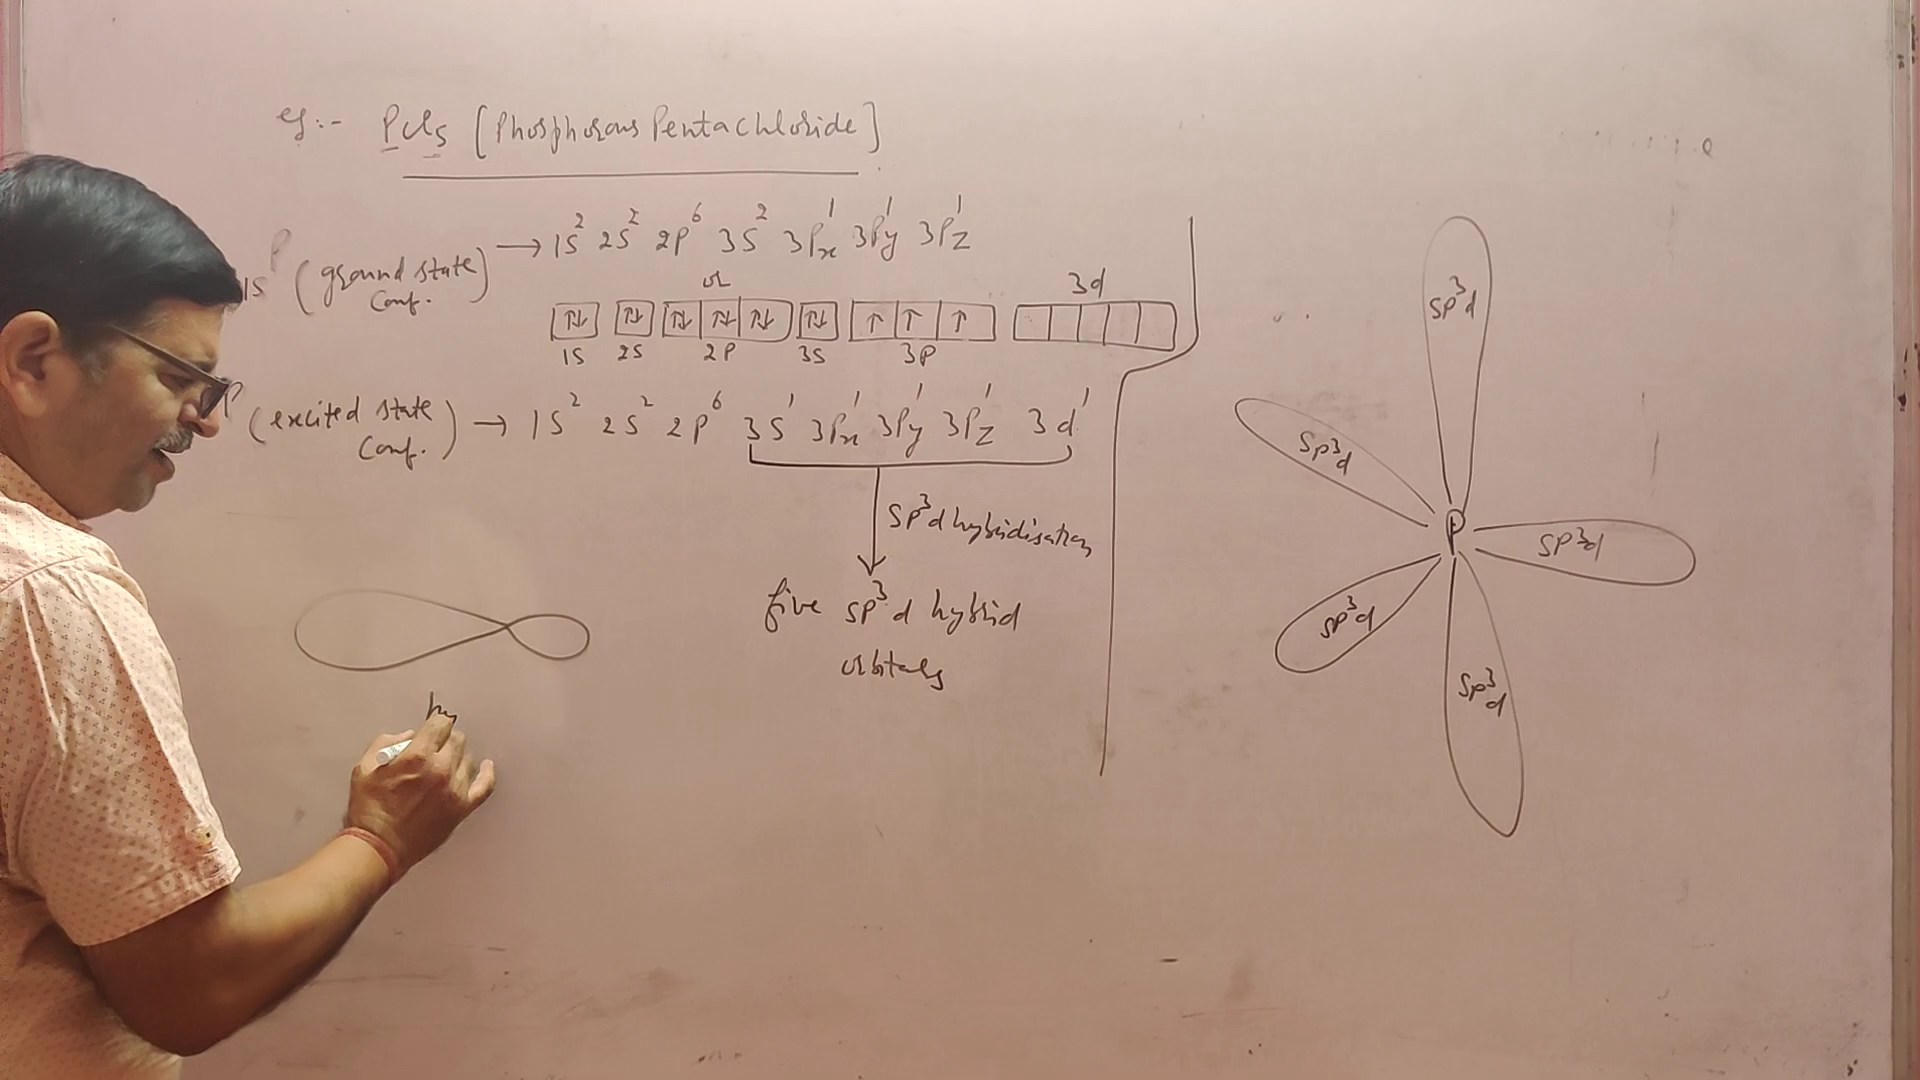 eg:- PCl5 [Phosphorous Pentachloride]
15P (ground state Conf.) → 1S² 2S² 2P⁶ 3S² 3Px¹ 3Py¹ 3Pz¹
or
3d
↑↓ ↑↓ ↑↓ ↑↓ ↑↓ ↑↓ ↑ ↑ ↑
1S 2S 2P 3S 3P
P (excited state Conf.) → 1S² 2S² 2P⁶ 3S¹ 3Px¹ 3Py¹ 3Pz¹ 3d¹
SP³d hybridisation
five SP³d hybrid
orbitals
hy
SP³d
SP³d
P
SP³d
SP³d
SP³d